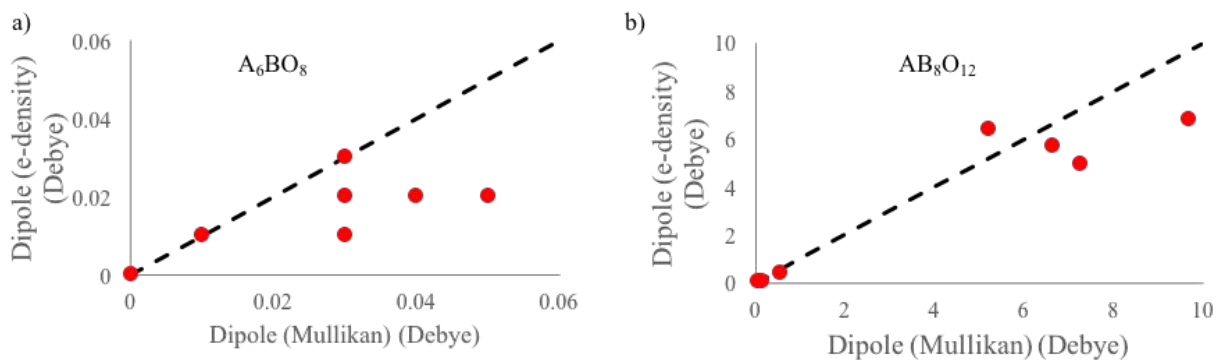 a)
A₆BO₈
Dipole (e-density)
(Debye)
0.06
0.04
0.02
0
0 0.02 0.04 0.06
Dipole (Mullikan) (Debye)
b)
AB₈O₁₂
Dipole (e-density)
(Debye)
10
8
6
4
2
0
0 2 4 6 8 10
Dipole (Mullikan) (Debye)